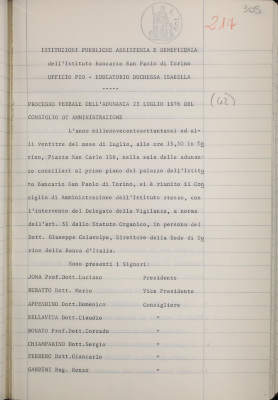 305
217
ISTITUZIONI PUBBLICHE ASSISTENZA E BENEFICENZA
dell'Istituto Bancario San Paolo di Torino
UFFICIO PIO - EDUCATORIO DUCHESSA ISABELLA
-----
PROCESSO VERBALE DELL'ADUNANZA 23 LUGLIO 1976 DEL
(62)
CONSIGLIO DI AMMINISTRAZIONE
L'anno millenovecentosettantasei ed ad-
li ventitre del mese di luglio, alle ore 15,30 in To
rino, Piazza San Carlo 156, nella sala delle adunan-
ze consiliari al primo piano del palazzo dell'Istitu
to Bancario San Paolo di Torino, si è riunito il Con
siglio di Amministrazione dell'Istituto stesso, con
l'intervento del Delegato della Vigilanza, a norma
dell'art. 31 dello Statuto Organico, in persona del
Dott. Giuseppe Criavolpe, Direttore della Sede di To
rino della Banca d'Italia.
Sono presenti i Signori:
JONA Prof.Dott.Luciano Presidente
Dott. Mario Vice Presidente
APPENDINO Dott.Domenico Consigliere
BELLAVITA Dott.Claudio "
BONATO Prof.Dott.Corrado "
CHIAMPARINO Dott.Sergio "
FERRERO Dott.Giancarlo "
GANDINI Rag. Renzo "